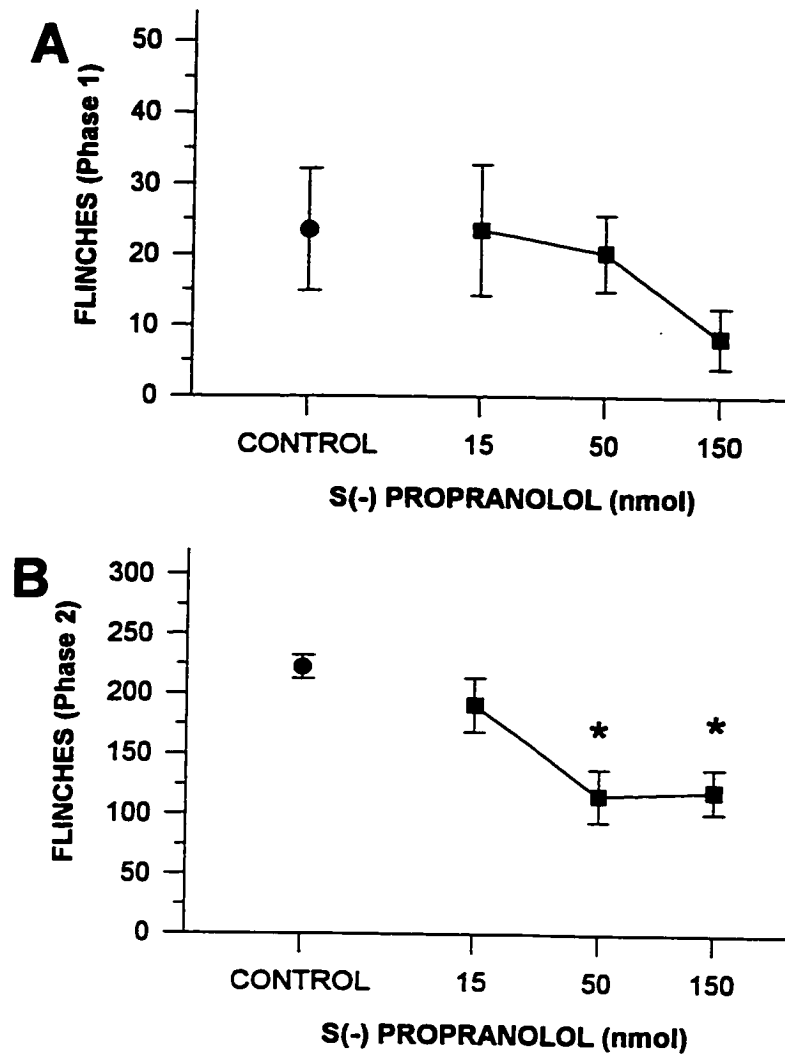 A
FLINCHES (Phase 1)
50
40
30
20
10
0
CONTROL 15 50 150
S(-) PROPRANOLOL (nmol)
B
FLINCHES (Phase 2)
300
250
200
150
100
50
0
* *
CONTROL 15 50 150
S(-) PROPRANOLOL (nmol)